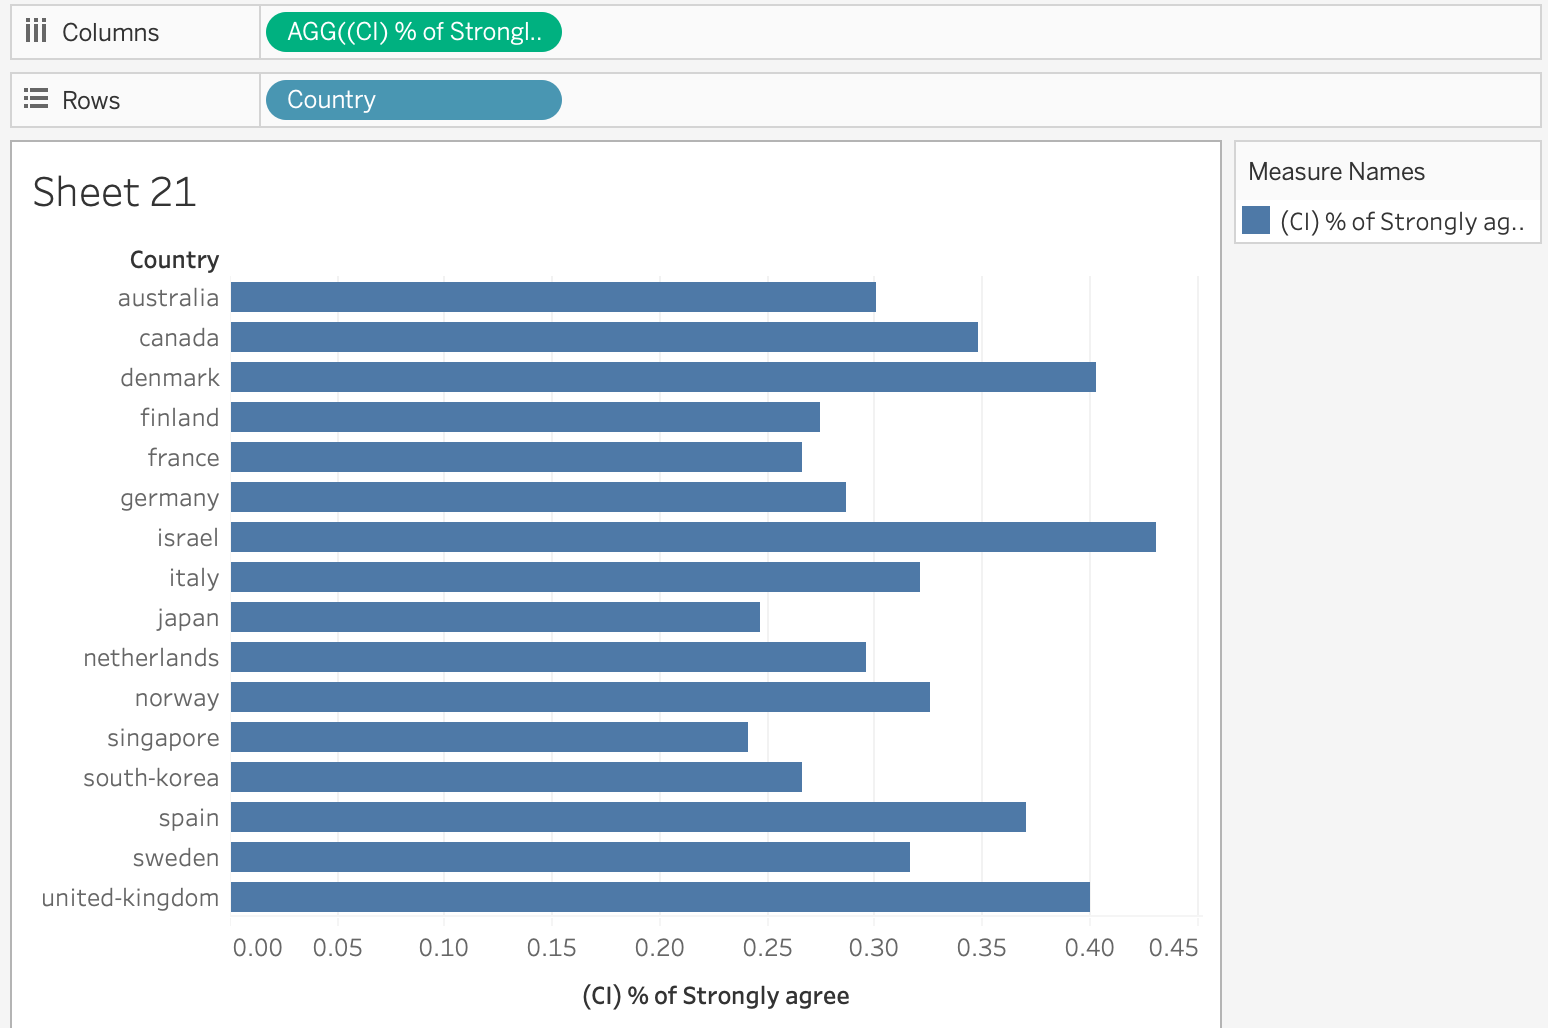 Columns
AGG((CI) % of Strongl..
Rows
Country
Sheet 21
Measure Names
(CI) % of Strongly ag..
Country
australia
canada
denmark
finland
france
germany
israel
italy
japan
netherlands
norway
singapore
south-korea
spain
sweden
united-kingdom
0.00 0.05 0.10 0.15 0.20 0.25 0.30 0.35 0.40 0.45
(CI) % of Strongly agree